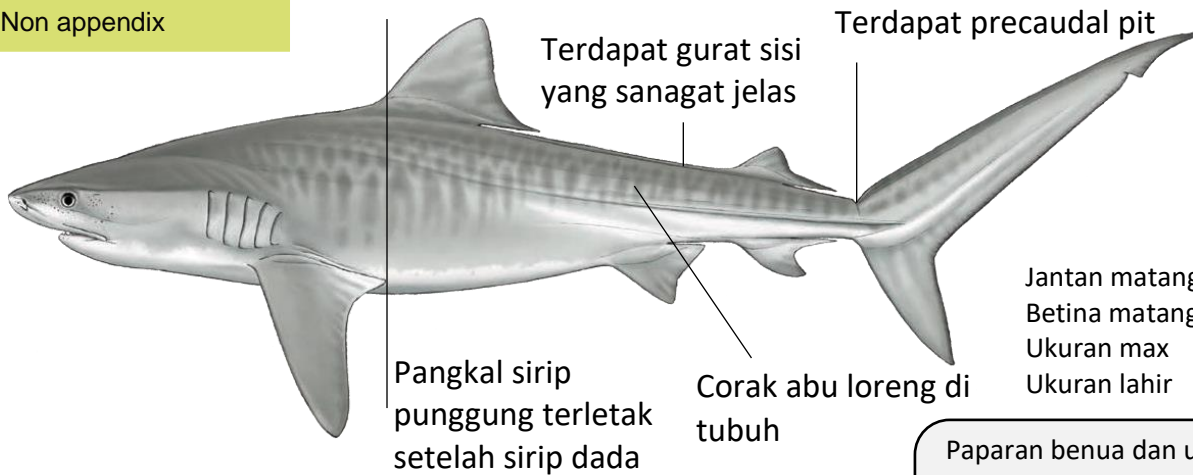 Non appendix
Terdapat gurat sisi
yang sanagat jelas
Terdapat precaudal pit
Pangkal sirip
punggung terletak
setelah sirip dada
Corak abu loreng di
tubuh
Jantan matang
Betina matang
Ukuran max
Ukuran lahir
Paparan benua dan u